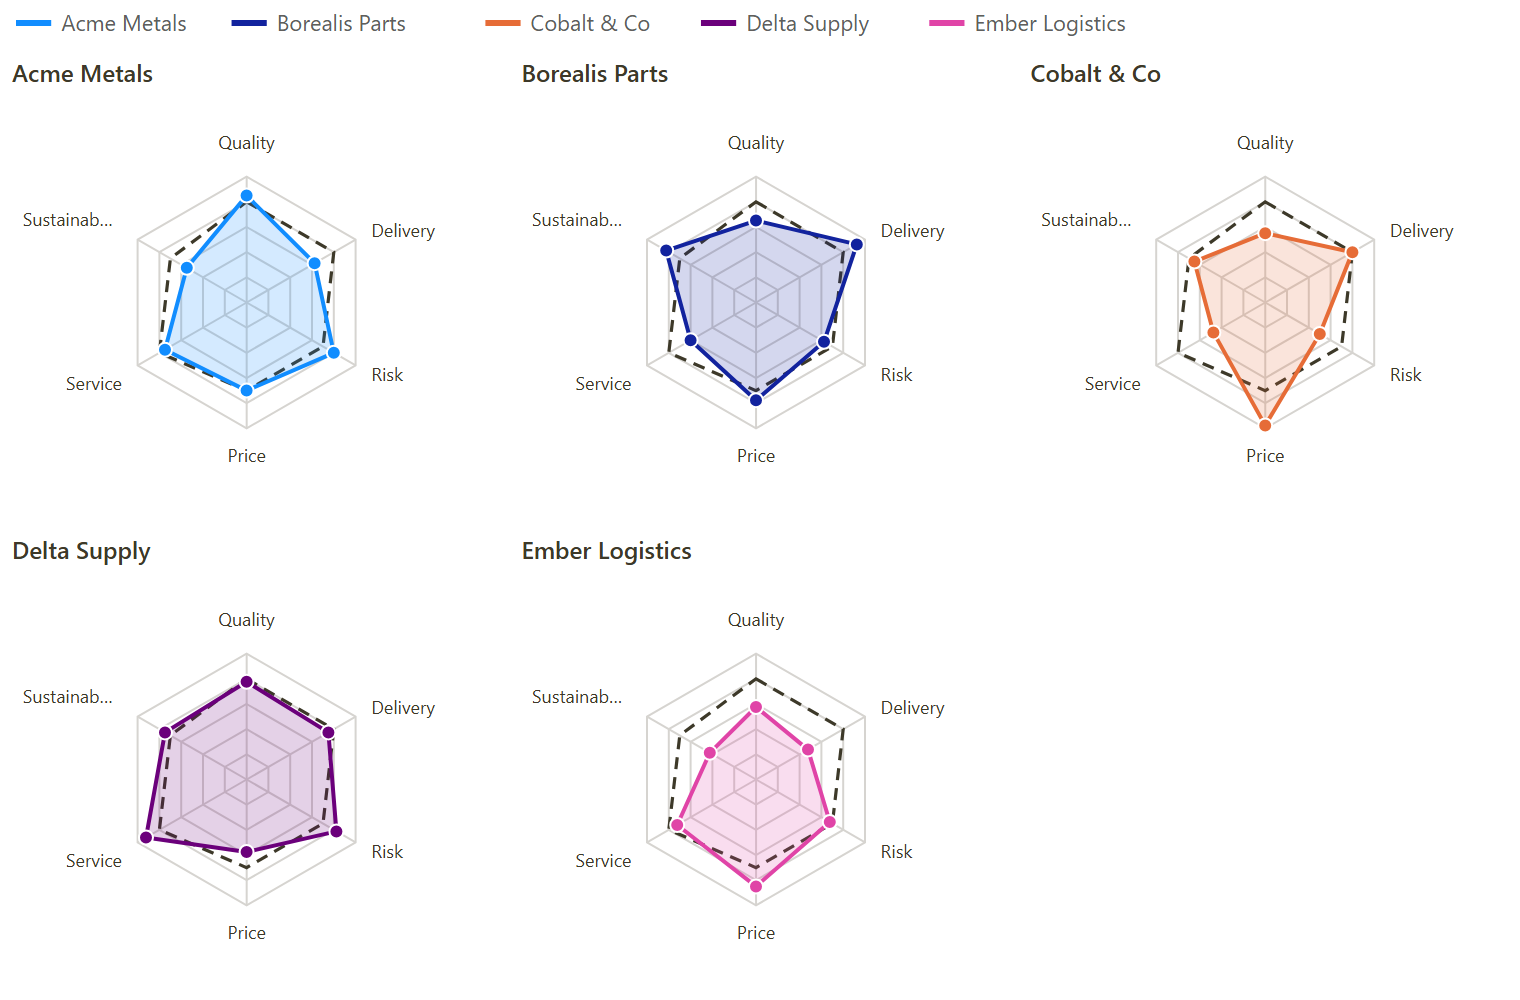 Acme Metals Borealis Parts Cobalt & Co Delta Supply Ember Logistics
Acme Metals
Quality
Delivery
Risk
Price
Service
Sustainab...
Borealis Parts
Quality
Delivery
Risk
Price
Service
Sustainab...
Cobalt & Co
Quality
Delivery
Risk
Price
Service
Sustainab...
Delta Supply
Quality
Delivery
Risk
Price
Service
Sustainab...
Ember Logistics
Quality
Delivery
Risk
Price
Service
Sustainab...